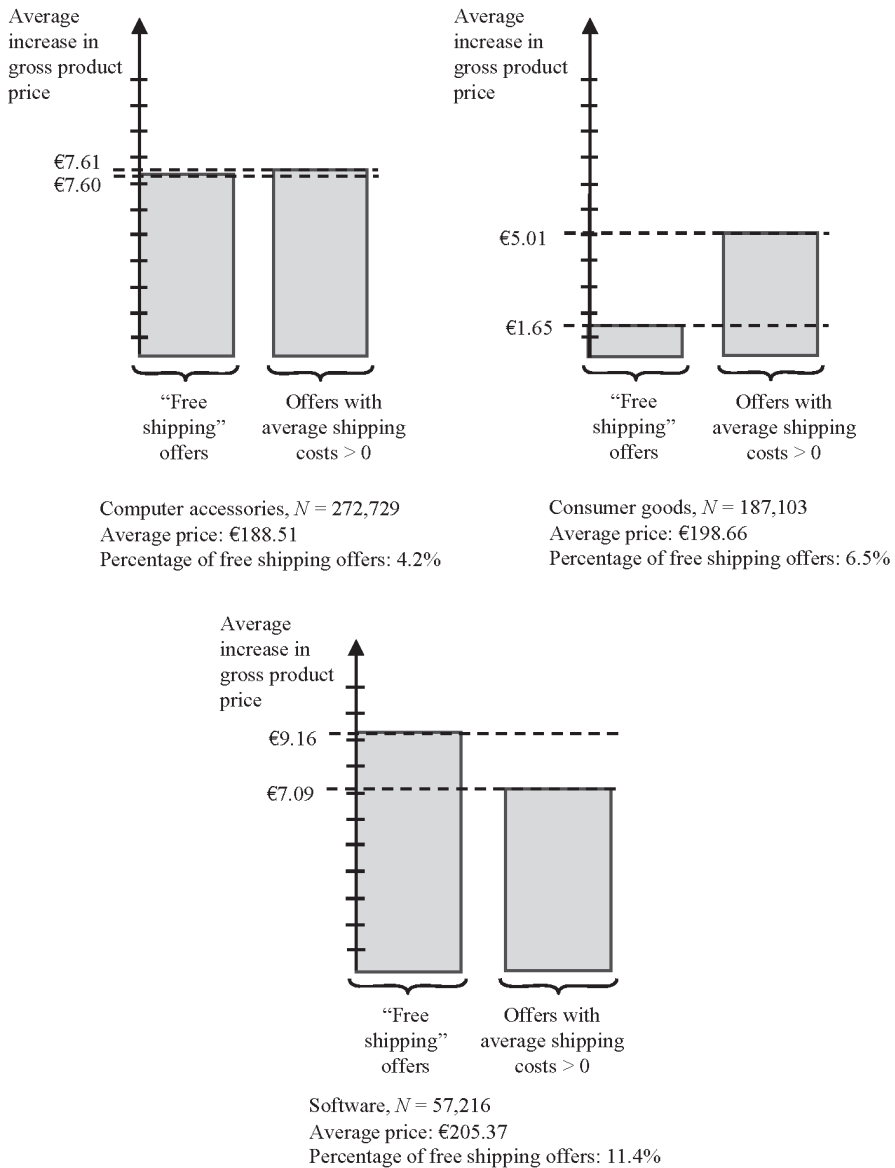 Average
increase in
gross product
price
€7.61
€7.60
“Free
shipping”
offers
Offers with
average shipping
costs > 0
Computer accessories, N = 272,729
Average price: €188.51
Percentage of free shipping offers: 4.2%
Average
increase in
gross product
price
€5.01
€1.65
“Free
shipping”
offers
Offers with
average shipping
costs > 0
Consumer goods, N = 187,103
Average price: €198.66
Percentage of free shipping offers: 6.5%
Average
increase in
gross product
price
€9.16
€7.09
“Free
shipping”
offers
Offers with
average shipping
costs > 0
Software, N = 57,216
Average price: €205.37
Percentage of free shipping offers: 11.4%